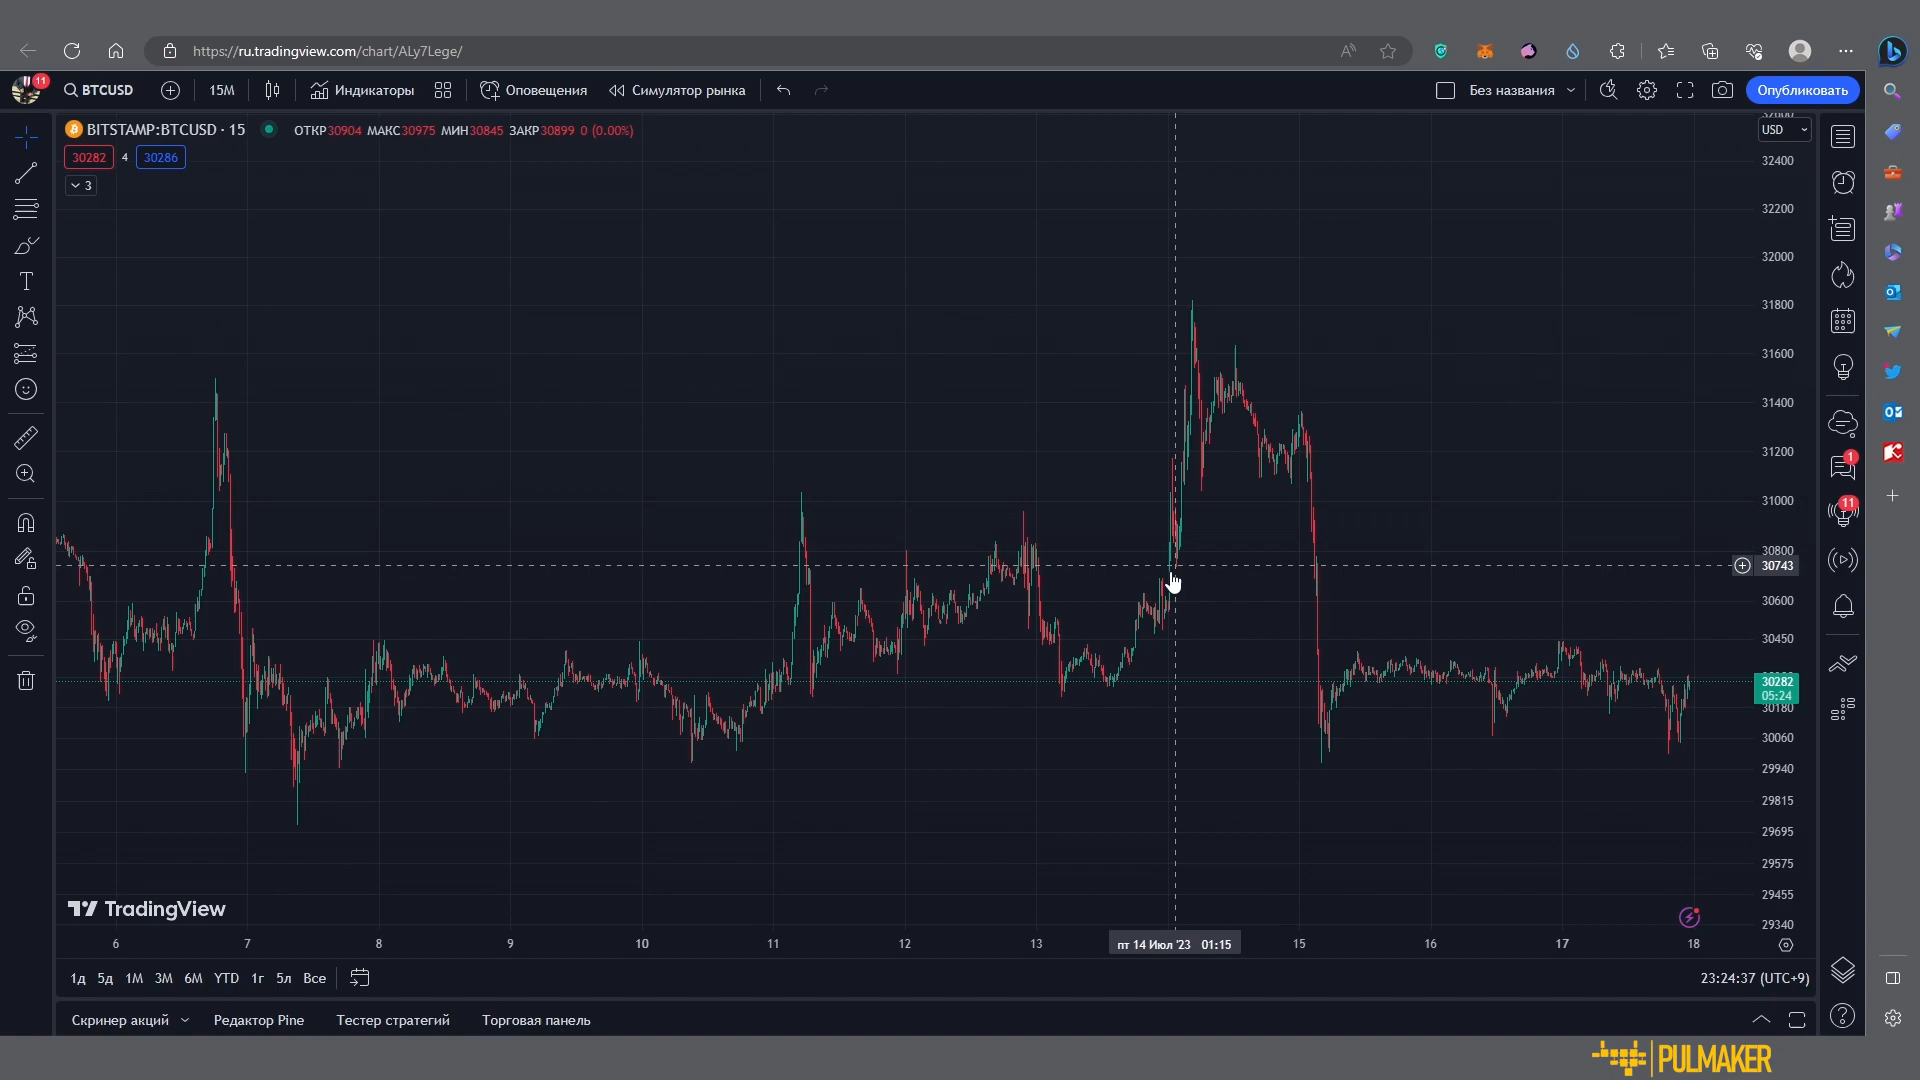 https://ru.tradingview.com/chart/ALy7Lege/
11 BTCUSD 15М Индикаторы Оповещения Симулятор рынка Без названия Опубликовать
BITSTAMP:BTCUSD · 15 ОТКР30904 МАКС30975 МИН30845 ЗАКР30899 0 (0.00%)
USD
30282 4 30286
3
32400
32200
32000
31800
31600
31400
31200
31000
30800
30743
30600
30450
30282
05:24
30180
30060
29940
29815
29695
29575
29455
29340
1
11
TradingView
6 7 8 9 10 11 12 13 пт 14 Июл '23 01:15 15 16 17 18
1д 5д 1М 3М 6М YTD 1г 5л Все 23:24:37 (UTC+9)
Скринер акций Редактор Pine Тестер стратегий Торговая панель
PULMAKER